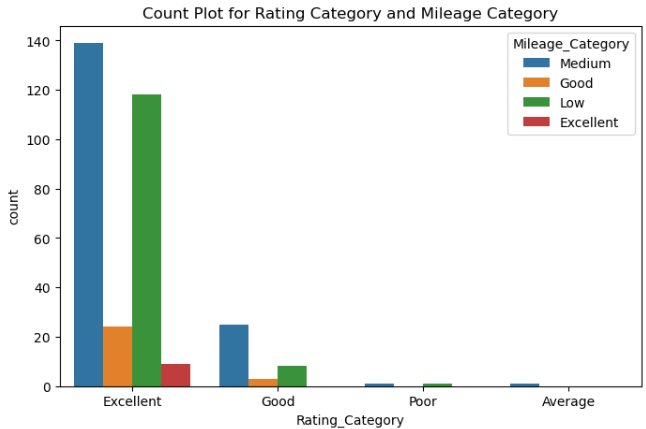 Count Plot for Rating Category and Mileage Category
Mileage_Category
Medium
Good
Low
Excellent
140
120
100
80
60
40
20
0
count
Excellent Good Poor Average
Rating_Category